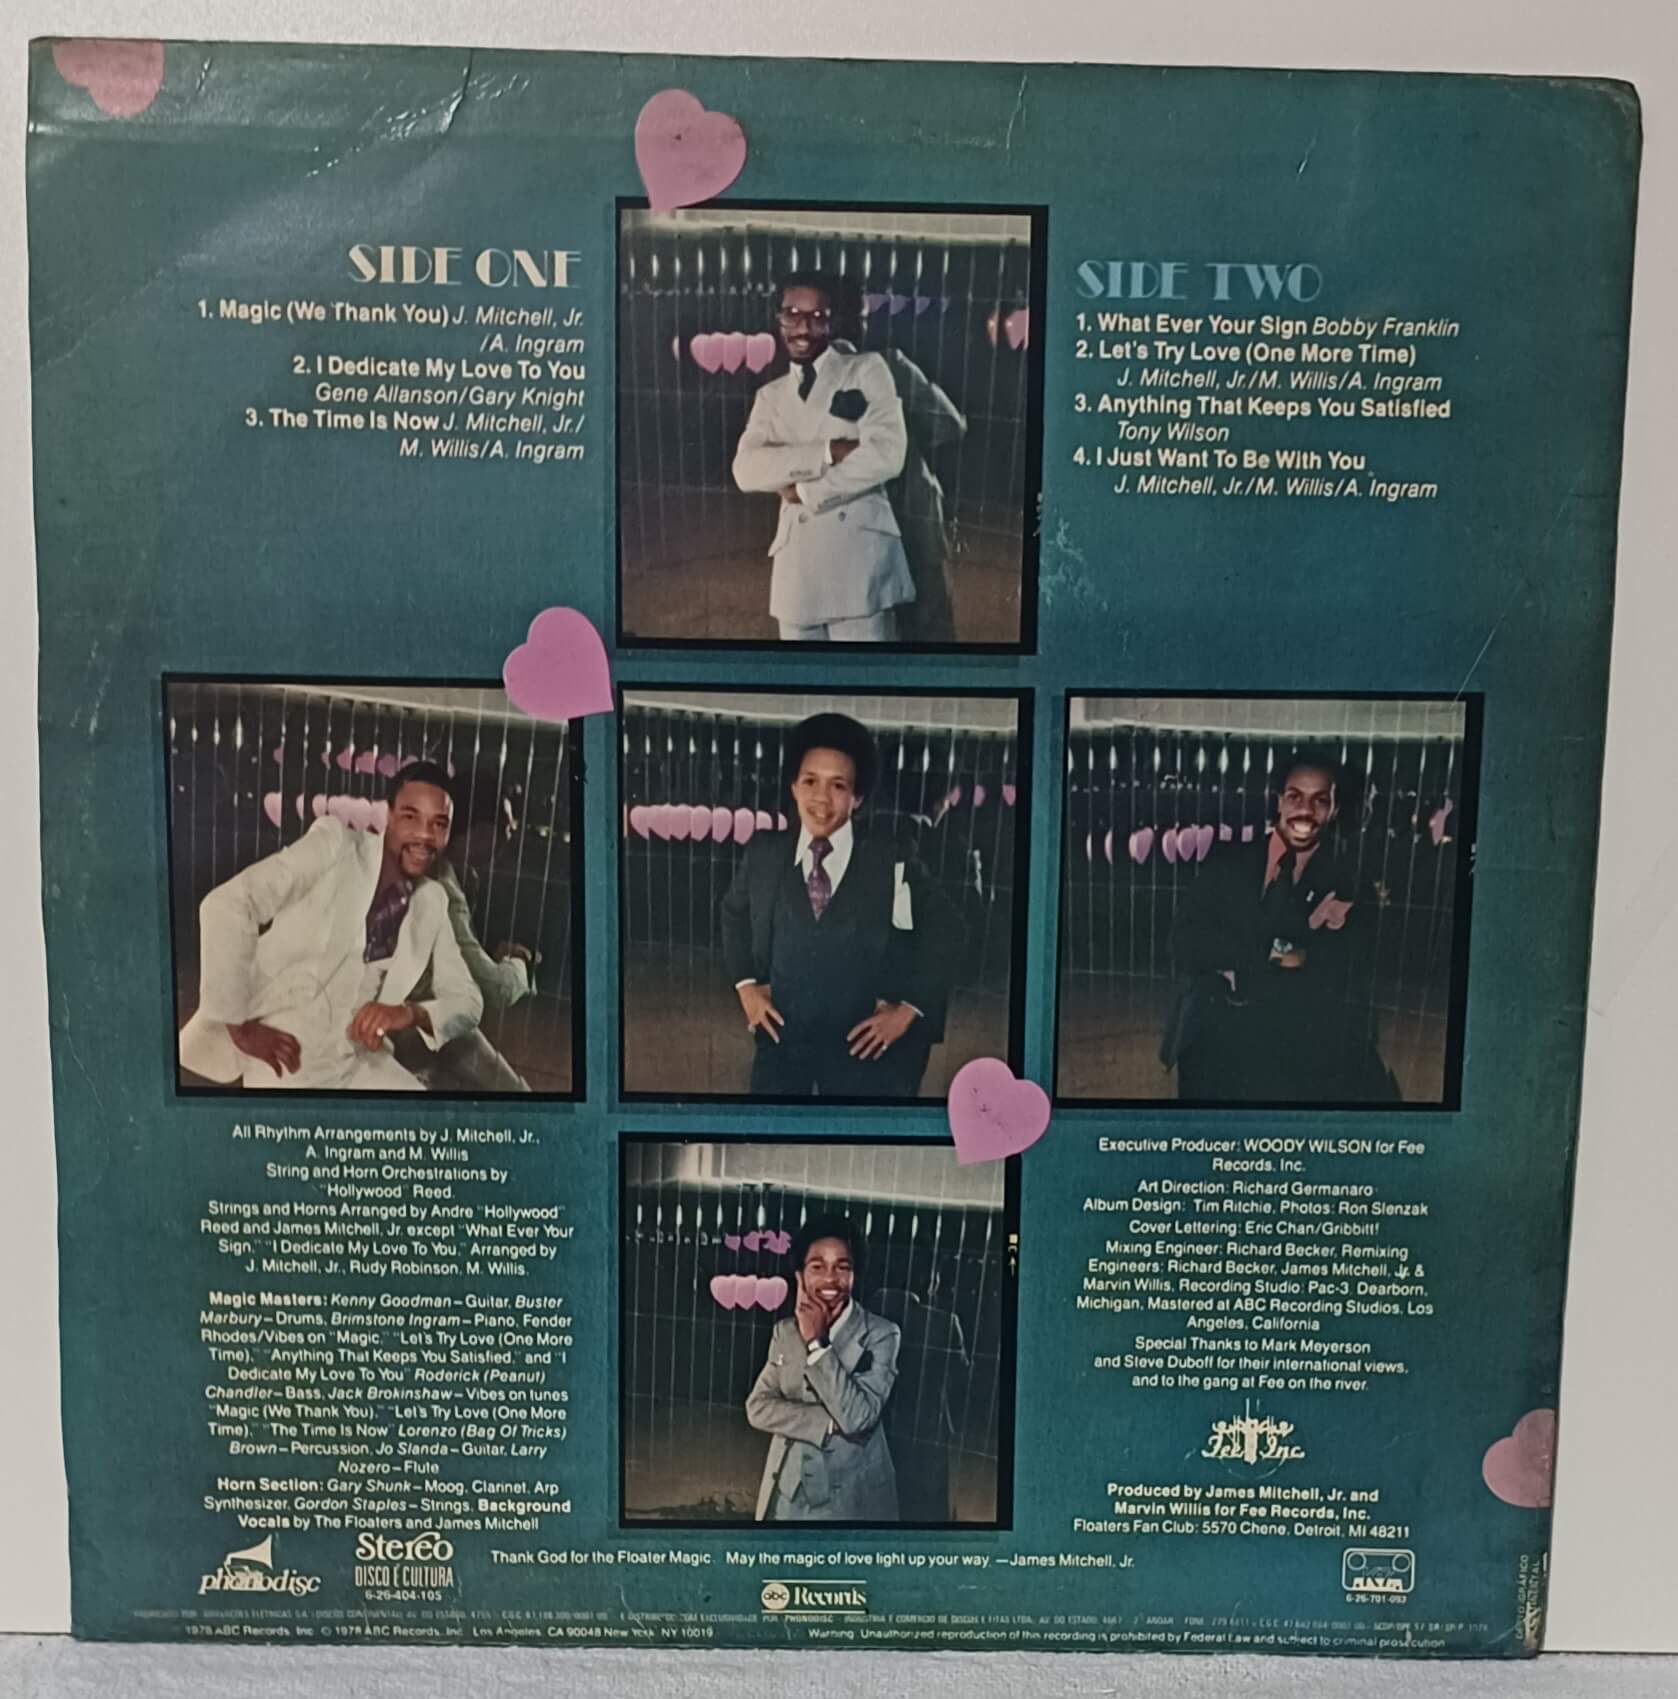 SIDE ONE
1. Magic (We Thank You) J. Mitchell, Jr.
/A. Ingram
2. I Dedicate My Love To You
Gene Allanson/Gary Knight
3. The Time Is Now J. Mitchell, Jr./
M. Willis/A. Ingram
SIDE TWO
1. What Ever Your Sign Bobby Franklin
2. Let's Try Love (One More Time)
J. Mitchell, Jr./M. Willis/A. Ingram
3. Anything That Keeps You Satisfied
Tony Wilson
4. I Just Want To Be With You
J. Mitchell, Jr./M. Willis/A. Ingram
All Rhythm Arrangements by J. Mitchell, Jr.,
A. Ingram and M. Willis
String and Horn Orchestrations by
"Hollywood" Reed.
Strings and Horns Arranged by Andre "Hollywood"
Reed and James Mitchell, Jr. except "What Ever Your
Sign," "I Dedicate My Love To You." Arranged by
J. Mitchell, Jr., Rudy Robinson, M. Willis.
Magic Masters: Kenny Goodman–Guitar, Buster
Marbury–Drums, Brimstone Ingram–Piano, Fender
Rhodes/Vibes on "Magic," "Let's Try Love (One More
Time)," "Anything That Keeps You Satisfied," and "I
Dedicate My Love To You" Roderick (Peanut)
Chandler–Bass, Jack Brokinshaw–Vibes on tunes
"Magic (We Thank You)," "Let's Try Love (One More
Time)," "The Time Is Now" Lorenzo (Bag Of Tricks)
Brown–Percussion, Jo Slanda–Guitar, Larry
Nozero–Flute
Horn Section: Gary Shunk–Moog, Clarinet, Arp
Synthesizer, Gordon Staples–Strings, Background
Vocals by The Floaters and James Mitchell
Executive Producer: WOODY WILSON for Fee
Records, Inc.
Art Direction: Richard Germanaro
Album Design: Tim Ritchie, Photos: Ron Slenzak
Cover Lettering: Eric Chan/Gribbitt!
Mixing Engineer: Richard Becker, Remixing
Engineers: Richard Becker, James Mitchell, Jr. &
Marvin Willis, Recording Studio: Pac-3, Dearborn,
Michigan, Mastered at ABC Recording Studios, Los
Angeles, California
Special Thanks to Mark Meyerson
and Steve Duboff for their international views,
and to the gang at Fee on the river.
Fee Inc.
Produced by James Mitchell, Jr. and
Marvin Willis for Fee Records, Inc.
Floaters Fan Club: 5570 Chene, Detroit, MI 48211
phonodisc
Stereo
DISCO É CULTURA
6-26-404-105
Thank God for the Floater Magic. May the magic of love light up your way. —James Mitchell, Jr.
abc Records
6-26-701-093
1978 ABC Records, Inc. © 1978 ABC Records, Inc. Los Angeles, CA 90048 New York, NY 10019
Warning: Unauthorized reproduction of this recording is prohibited by Federal Law and subject to criminal prosecution